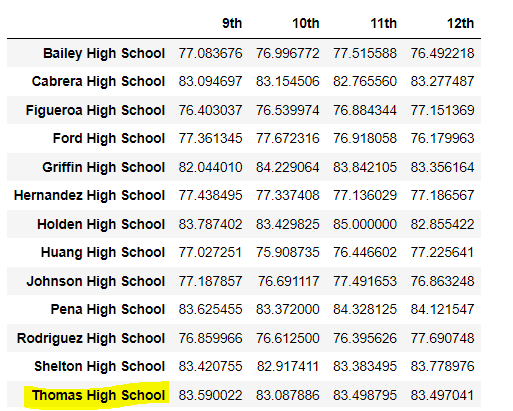 9th 10th 11th 12th
Bailey High School 77.083676 76.996772 77.515588 76.492218
Cabrera High School 83.094697 83.154506 82.765560 83.277487
Figueroa High School 76.403037 76.539974 76.884344 77.151369
Ford High School 77.361345 77.672316 76.918058 76.179963
Griffin High School 82.044010 84.229064 83.842105 83.356164
Hernandez High School 77.438495 77.337408 77.136029 77.186567
Holden High School 83.787402 83.429825 85.000000 82.855422
Huang High School 77.027251 75.908735 76.446602 77.225641
Johnson High School 77.187857 76.691117 77.491653 76.863248
Pena High School 83.625455 83.372000 84.328125 84.121547
Rodriguez High School 76.859966 76.612500 76.395626 77.690748
Shelton High School 83.420755 82.917411 83.383495 83.778976
Thomas High School 83.590022 83.087886 83.498795 83.497041